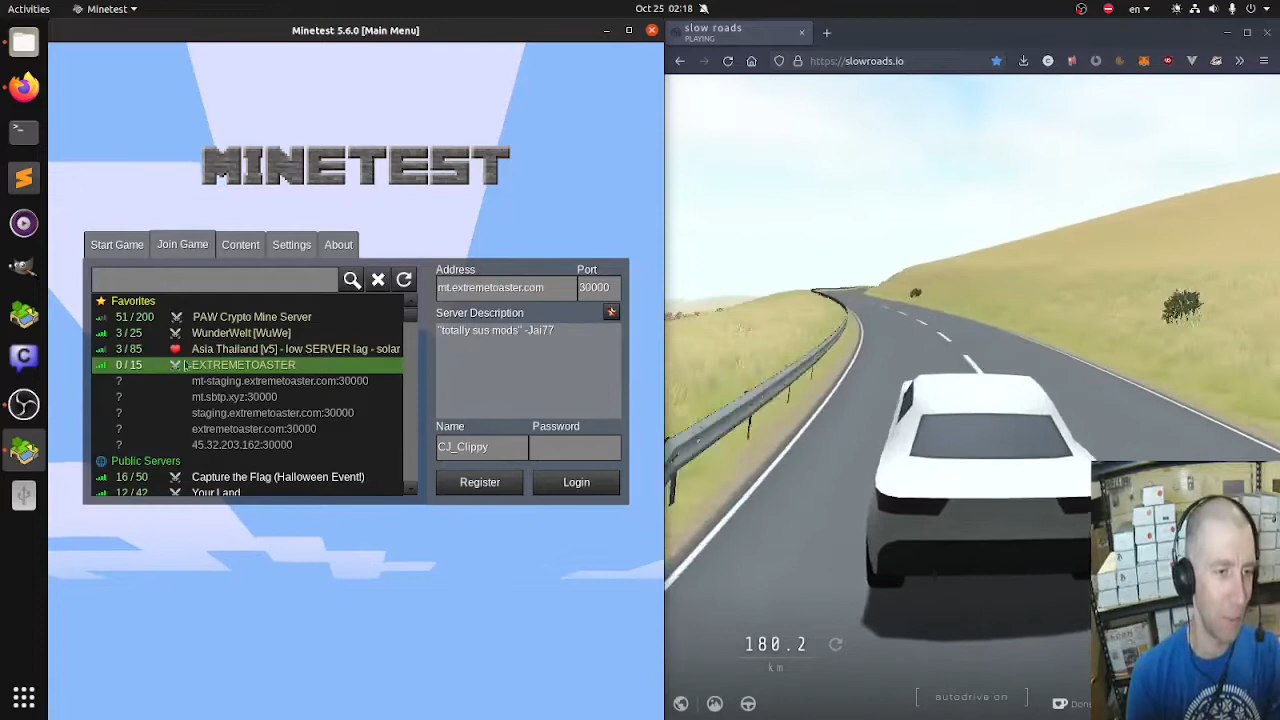 Activities
Minetest
Oct 25 02:18
en
Minetest 5.6.0 [Main Menu]
MINETEST
Start Game
Join Game
Content
Settings
About
Favorites
51 / 200 PAW Crypto Mine Server
3 / 25 WunderWelt [WuWe]
3 / 85 Asia Thailand [v5] - low SERVER lag - solar
0 / 15 EXTREMETOASTER
? mt-staging.extremetoaster.com:30000
? mt.sbtp.xyz:30000
? staging.extremetoaster.com:30000
? extremetoaster.com:30000
? 45.32.203.162:30000
Public Servers
16 / 50 Capture the Flag (Halloween Event!)
12 / 42 Your Land
Address
Port
mt.extremetoaster.com
30000
Server Description
"totally sus mods" -Jai77
Name
Password
CJ_Clippy
Register
Login
slow roads
PLAYING
https://slowroads.io
180.2
km
[ autodrive on ]
Don